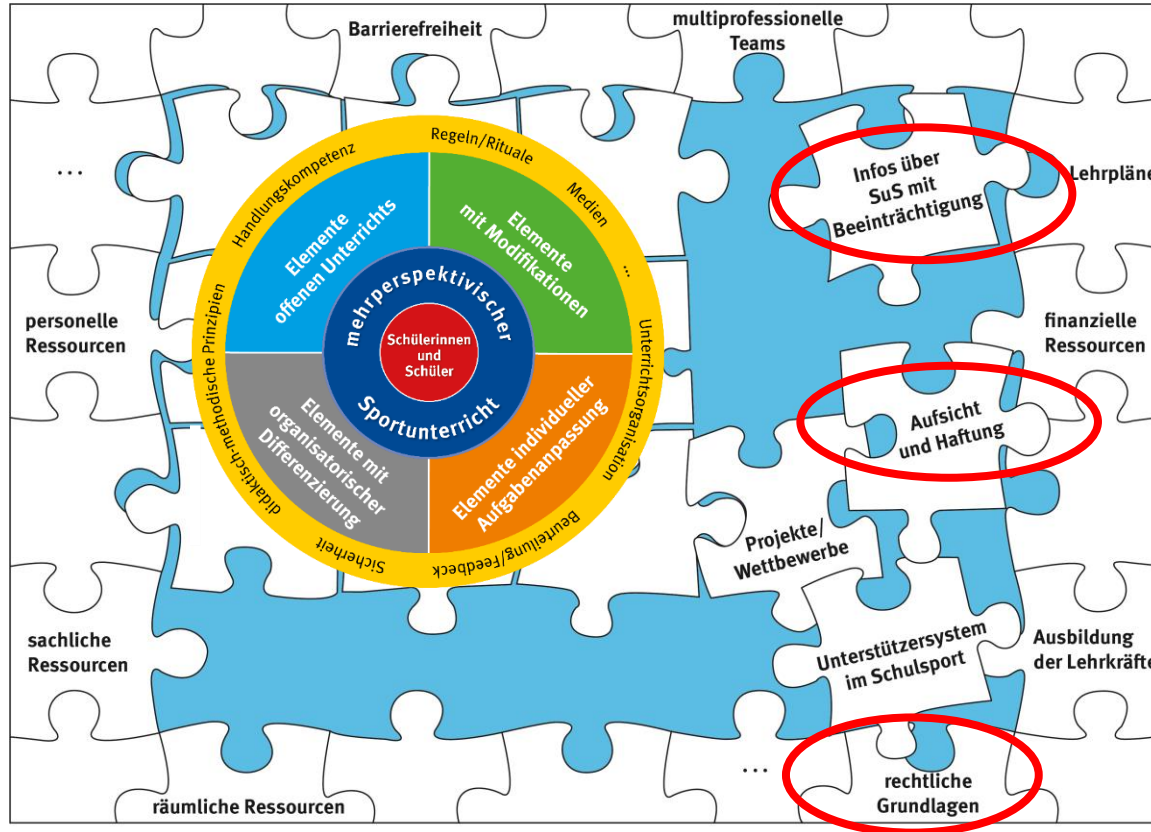 Barrierefreiheit
multiprofessionelle
Teams
...
Infos über
SuS mit
Beeinträchtigung
Lehrpläne
Handlungskompetenz
Regeln/Rituale
Medien
...
Elemente
offenen Unterrichts
Elemente
mit Modifikationen
mehrperspektivischer
Schülerinnen
und
Schüler
Sportunterricht
personelle
Ressourcen
finanzielle
Ressourcen
didaktisch-methodische Prinzipien
Unterrichtsorganisation
Elemente mit
organisatorischer
Differenzierung
Elemente individueller
Aufgabenanpassung
Aufsicht
und Haftung
Sicherheit
Beurteilung/Feedbeck
Projekte/
Wettbewerbe
sachliche
Ressourcen
Unterstützersystem
im Schulsport
Ausbildung
der Lehrkräfte
räumliche Ressourcen
...
rechtliche
Grundlagen